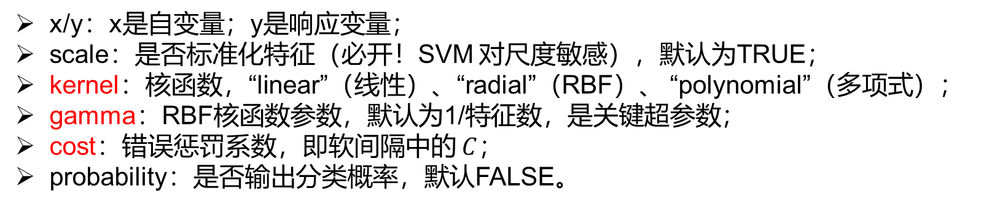 ➢ x/y：x是自变量；y是响应变量；
➢ scale：是否标准化特征（必开！SVM 对尺度敏感），默认为TRUE；
➢ kernel：核函数，“linear”（线性）、“radial”（RBF）、 “polynomial”（多项式）；
➢ gamma：RBF核函数参数，默认为1/特征数，是关键超参数；
➢ cost：错误惩罚系数，即软间隔中的 𝐶；
➢ probability：是否输出分类概率，默认FALSE。